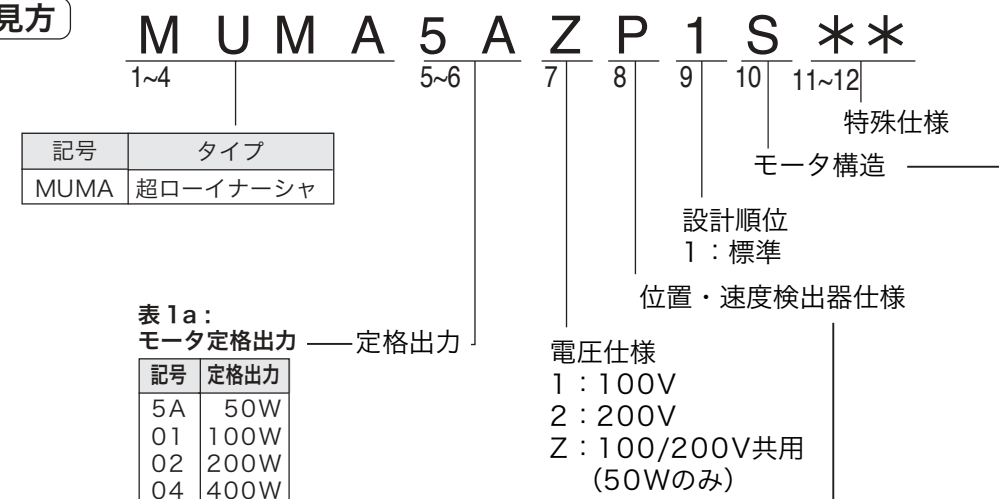 見方
MUMA5AZP1S**
1~4 5~6 7 8 9 10 11~12
特殊仕様
モータ構造
設計順位
1：標準
位置・速度検出器仕様
記号 タイプ
MUMA 超ローイナーシャ
表1a：
モータ定格出力
定格出力
記号 定格出力
5A 50W
01 100W
02 200W
04 400W
電圧仕様
1：100V
2：200V
Z：100/200V共用
（50Wのみ）